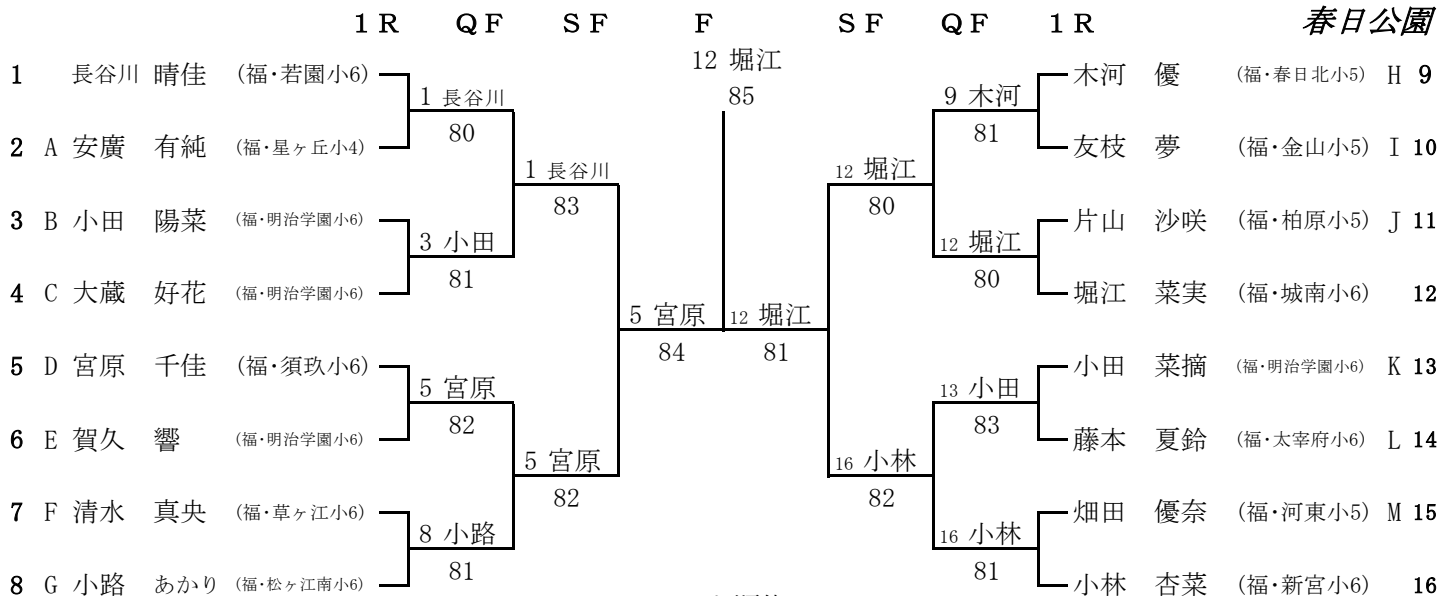 1R QF SF F SF QF 1R 春日公園
12 堀江
1 長谷川 晴佳 (福・若園小6) 木河 優 (福・春日北小5) H 9
1 長谷川 85 9 木河
80 81
2 A 安廣 有純 (福・星ヶ丘小4) 友枝 夢 (福・金山小5) I 10
1 長谷川 12 堀江
83 80
3 B 小田 陽菜 (福・明治学園小6) 片山 沙咲 (福・柏原小5) J 11
3 小田 12 堀江
81 80
4 C 大蔵 好花 (福・明治学園小6) 堀江 菜実 (福・城南小6) 12
5 宮原 12 堀江
84 81
5 D 宮原 千佳 (福・須玖小6) 小田 菜摘 (福・明治学園小6) K 13
5 宮原 13 小田
82 83
6 E 賀久 響 (福・明治学園小6) 藤本 夏鈴 (福・太宰府小6) L 14
5 宮原 16 小林
82 82
7 F 清水 真央 (福・草ヶ江小6) 畑田 優奈 (福・河東小5) M 15
8 小路 16 小林
81 81
8 G 小路 あかり (福・松ヶ江南小6) 小林 杏菜 (福・新宮小6) 16